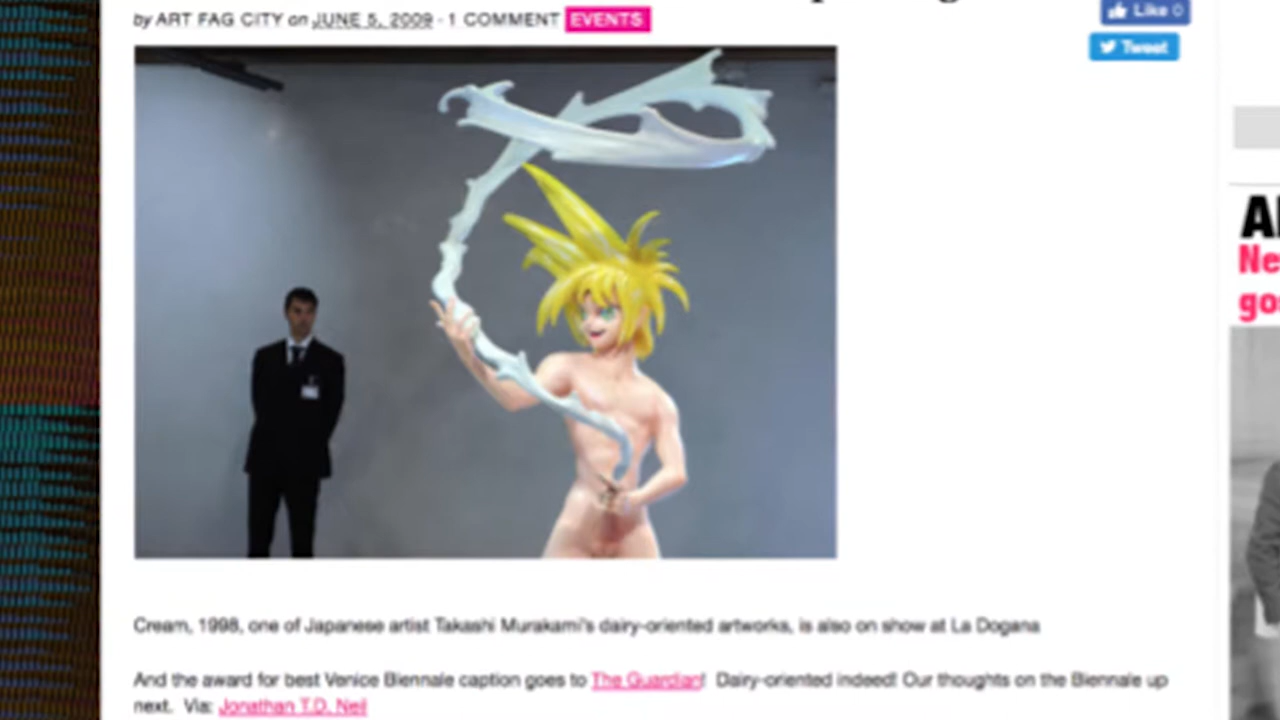 by ART FAG CITY on JUNE 5, 2009 · 1 COMMENT EVENTS
Like 0
Tweet
Ne
go
Cream, 1998, one of Japanese artist Takashi Murakami's dairy-oriented artworks, is also on show at La Dogana
And the award for best Venice Biennale caption goes to The Guardian! Dairy-oriented indeed! Our thoughts on the Biennale up
next. Via: Jonathan T.D. Neil